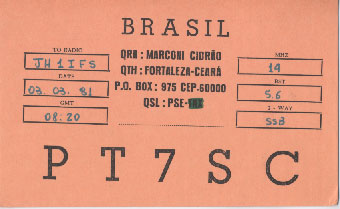 BRASIL
TO RADIO
JH1IFS
DATE
03.03.81
GMT
08.20
QRA : MARCONI CIDRÃO
QTH : FORTALEZA-CEARÁ
P.O. BOX : 975 CEP-60000
QSL : PSE-
MHZ
14
RST
5.6
2 - WAY
SSB
PT7SC